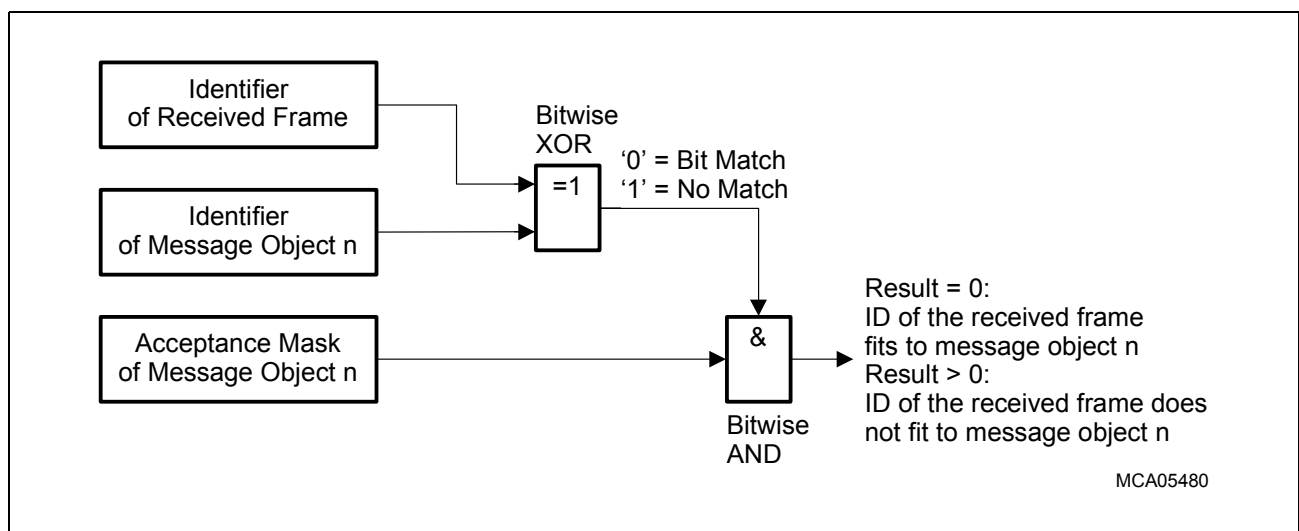 Identifier
of Received Frame
Identifier
of Message Object n
Acceptance Mask
of Message Object n
Bitwise
XOR
=1
‘0’ = Bit Match
‘1’ = No Match
&
Bitwise
AND
Result = 0:
ID of the received frame
fits to message object n
Result > 0:
ID of the received frame does
not fit to message object n
MCA05480